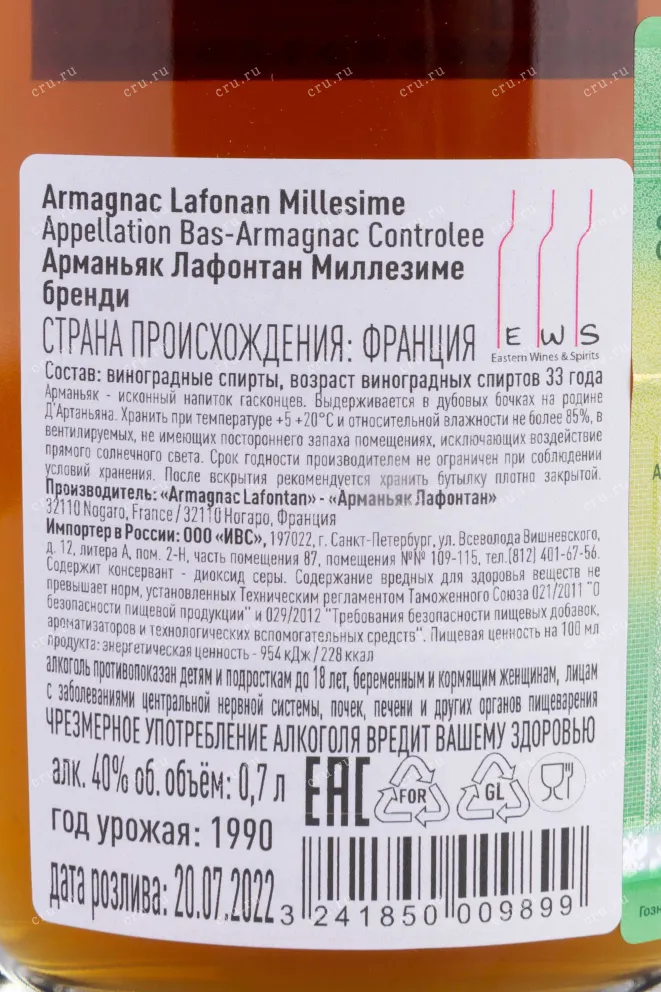 Armagnac Lafonan Millesime
Appellation Bas-Armagnac Controlee
Арманьяк Лафонтан Миллезиме
бренди
E W S
Eastern Wines & Spirits
СТРАНА ПРОИСХОЖДЕНИЯ: ФРАНЦИЯ
Состав: виноградные спирты, возраст виноградных спиртов 33 года
Арманьяк - исконный напиток гасконцев. Выдерживается в дубовых бочках на родине
Д'Артаньяна. Хранить при температуре +5 +20°С и относительной влажности не более 85%, в
вентилируемых, не имеющих постороннего запаха помещениях, исключающих воздействие
прямого солнечного света. Срок годности производителем не ограничен при соблюдении
условий хранения. После вскрытия рекомендуется хранить бутылку плотно закрытой.
Производитель: «Armagnac Lafontan» - «Арманьяк Лафонтан»
32110 Nogaro, France / 32110 Ногаро, Франция
Импортер в России: ООО «ИВС», 197022, г. Санкт-Петербург, ул. Всеволода Вишневского,
д. 12, литера А, пом. 2-Н, часть помещения 87, помещения №№ 109-115, тел.(812) 401-67-56.
Содержит консервант - диоксид серы. Содержание вредных для здоровья веществ не
превышает норм, установленных Техническим регламентом Таможенного Союза 021/2011 "О
безопасности пищевой продукции" и 029/2012 "Требования безопасности пищевых добавок,
ароматизаторов и технологических вспомогательных средств". Пищевая ценность на 100 мл
продукта: энергетическая ценность - 954 кДж / 228 ккал
алкоголь противопоказан детям и подросткам до 18 лет, беременным и кормящим женщинам, лицам
с заболеваниями центральной нервной системы, почек, печени и других органов пищеварения
ЧРЕЗМЕРНОЕ УПОТРЕБЛЕНИЕ АЛКОГОЛЯ ВРЕДИТ ВАШЕМУ ЗДОРОВЬЮ
алк. 40% об. объём: 0,7 л
EAC
FOR
GL
год урожая: 1990
дата розлива: 20.07.2022
3 241850 009899
cru.ru